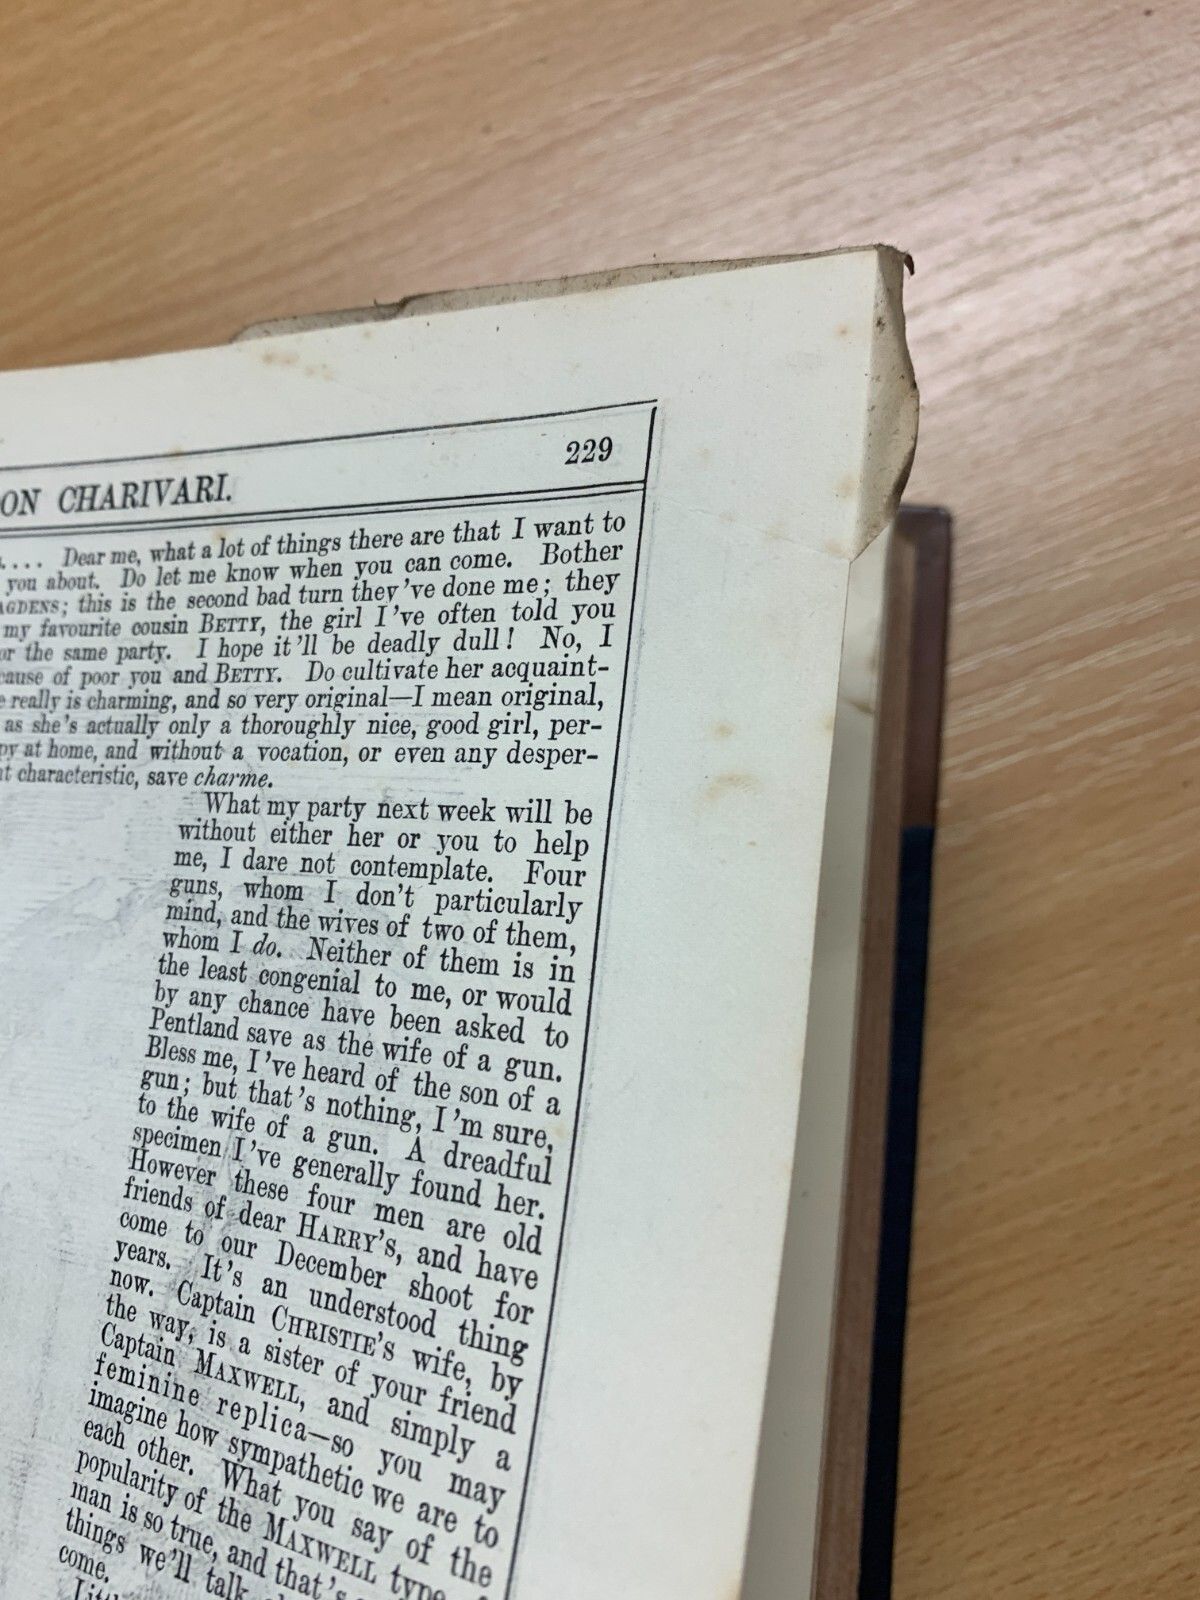 229
ON CHARIVARI.
.... Dear me, what a lot of things there are that I want to
you about. Do let me know when you can come. Bother
AGDENS; this is the second bad turn they've done me; they
my favourite cousin BETTY, the girl I've often told you
or the same party. I hope it'll be deadly dull! No, I
cause of poor you and BETTY. Do cultivate her acquaint-
e really is charming, and so very original—I mean original,
as she's actually only a thoroughly nice, good girl, per-
py at home, and without a vocation, or even any desper-
t characteristic, save charme.
What my party next week will be
without either her or you to help
me, I dare not contemplate. Four
guns, whom I don't particularly
mind, and the wives of two of them,
whom I do. Neither of them is in
the least congenial to me, or would
by any chance have been asked to
Pentland save as the wife of a gun.
Bless me, I've heard of the son of a
gun; but that's nothing, I'm sure,
to the wife of a gun. A dreadful
specimen I've generally found her.
However these four men are old
friends of dear HARRY'S, and have
come to our December shoot for
years. It's an understood thing
now. Captain CHRISTIE'S wife, by
the way, is a sister of your friend
Captain MAXWELL, and simply a
feminine replica—so you may
imagine how sympathetic we are to
each other. What you say of the
popularity of the MAXWELL type of
man is so true, and that's
things we'll talk
come.